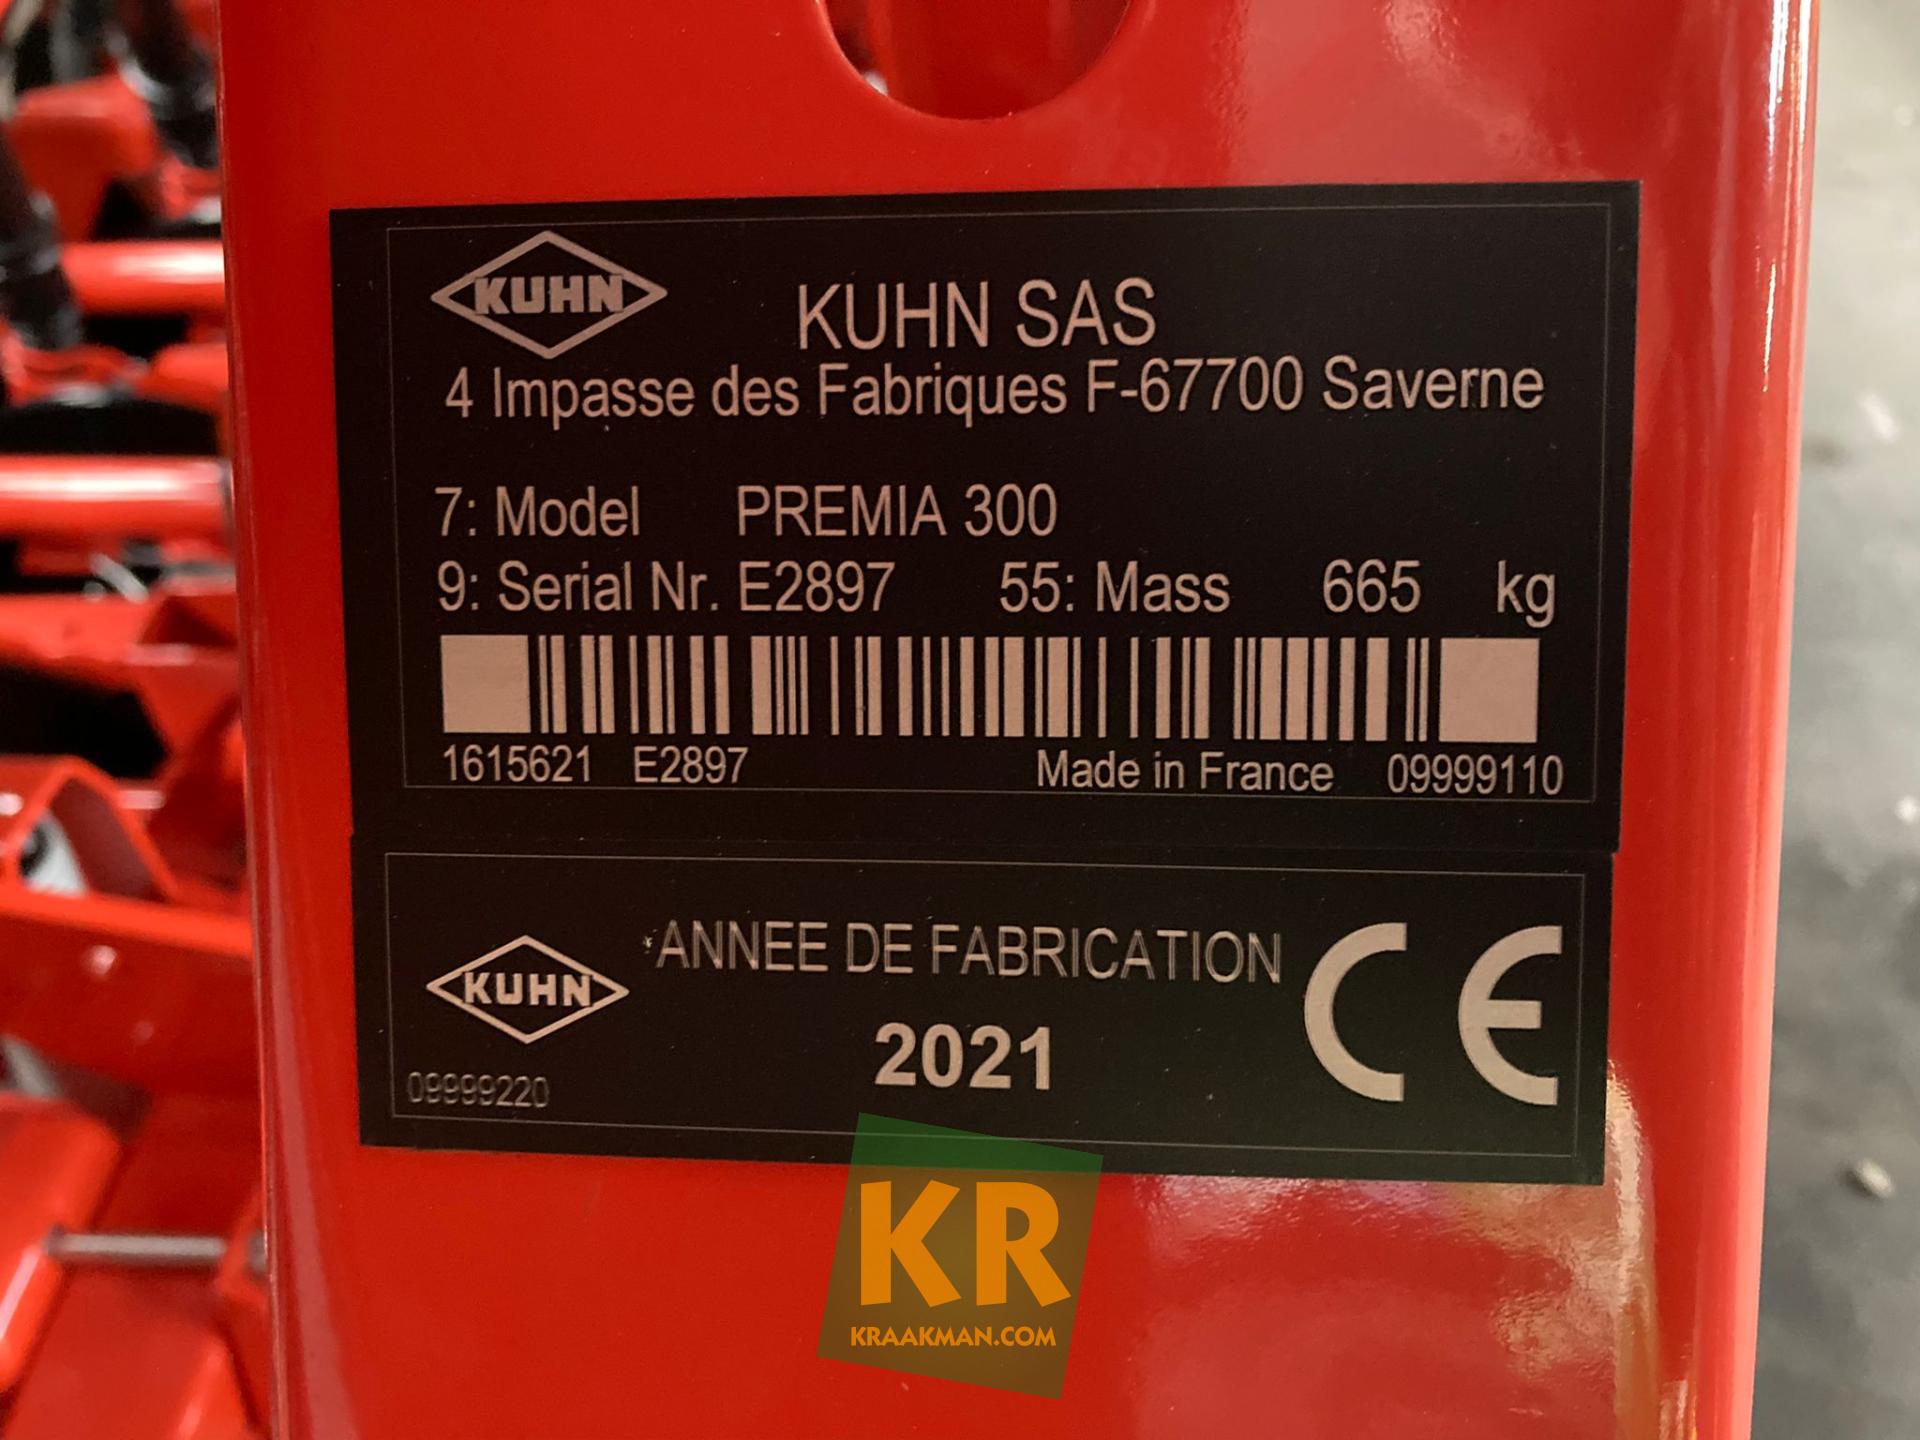 KUHN
KUHN SAS
4 Impasse des Fabriques F-67700 Saverne
7: Model PREMIA 300
9: Serial Nr. E2897 55: Mass 665 kg
1615621 E2897 Made in France 09999110
KUHN
ANNEE DE FABRICATION
2021
CE
09999220
KR
KRAAKMAN.COM